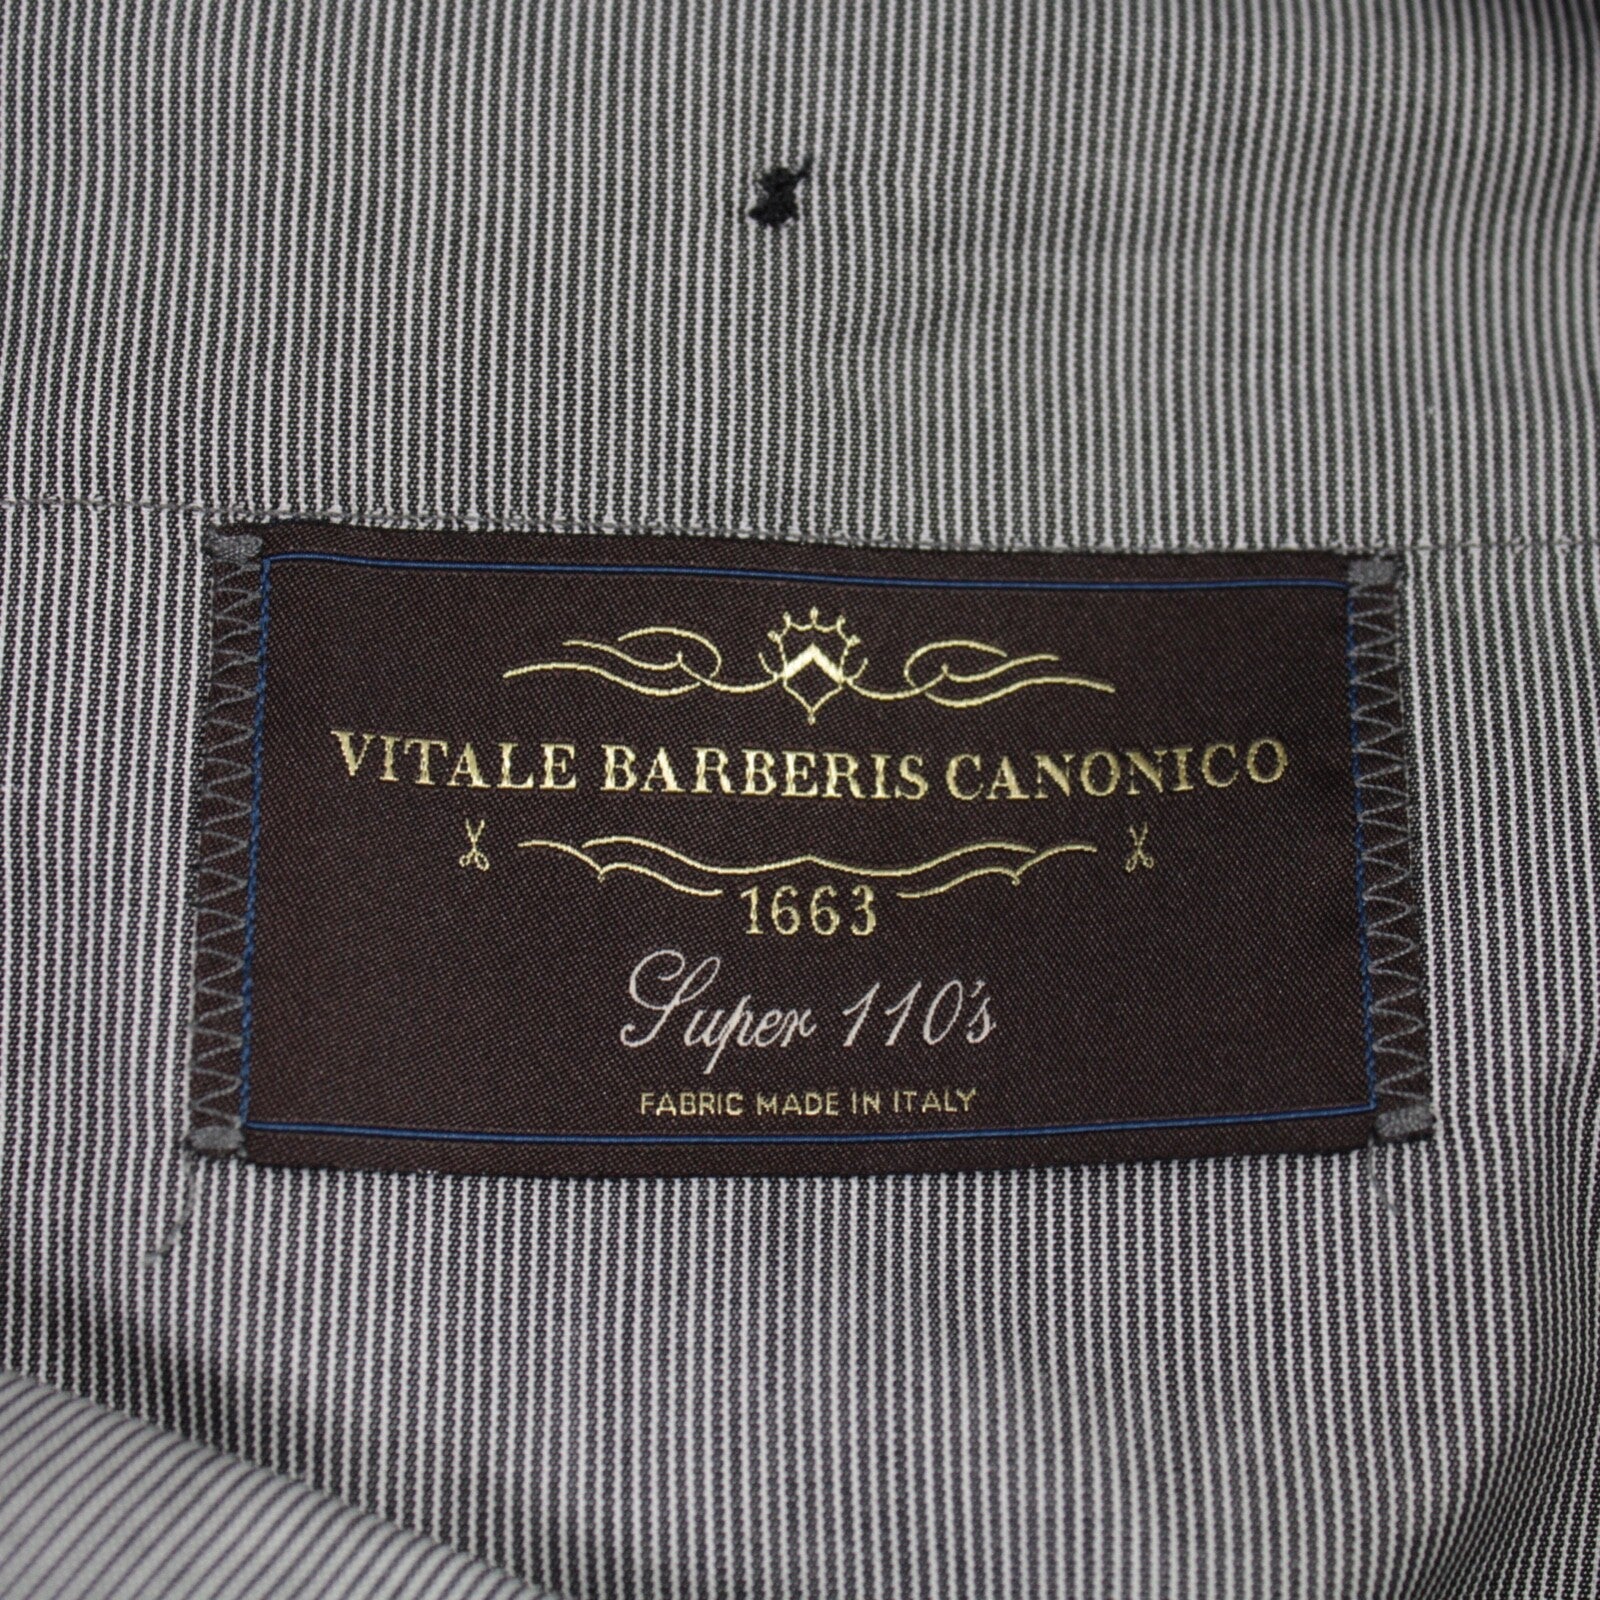 VITALE BARBERIS CANONICO
1663
Super 110's
FABRIC MADE IN ITALY